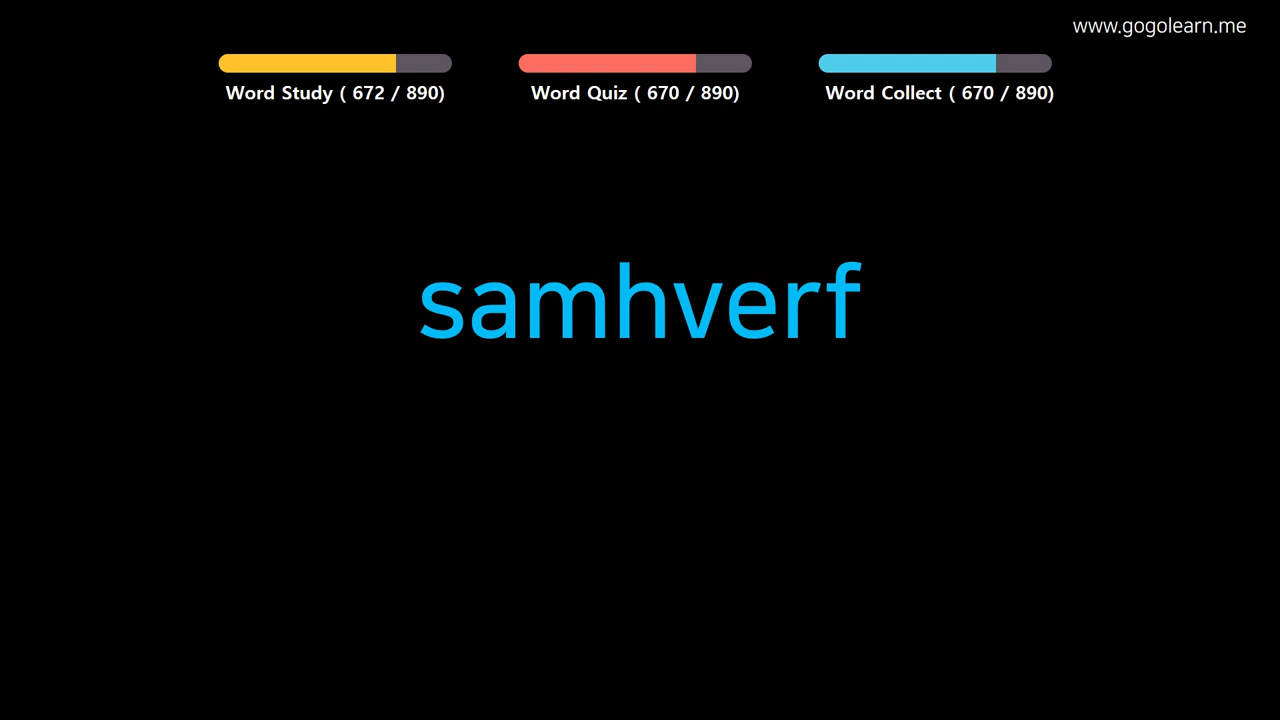 www.gogolearn.me
Word Study ( 672 / 890)
Word Quiz ( 670 / 890)
Word Collect ( 670 / 890)
samhverf